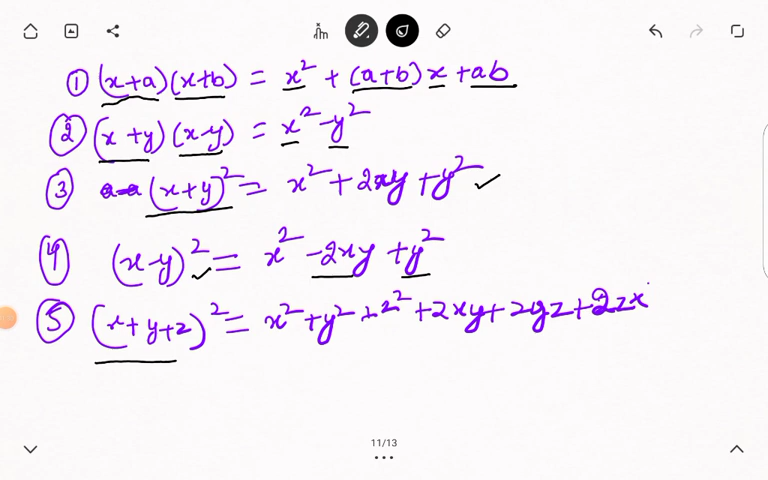 ① (x+a)(x+b) = x² + (a+b)x + ab
② (x+y)(x-y) = x² - y²
③ a-a (x+y)² = x² + 2xy + y² ✓
④ (x-y)² = x² - 2xy + y²
⑤ (x+y+z)² = x² + y² + z² + 2xy + 2yz + 2zx
11/13